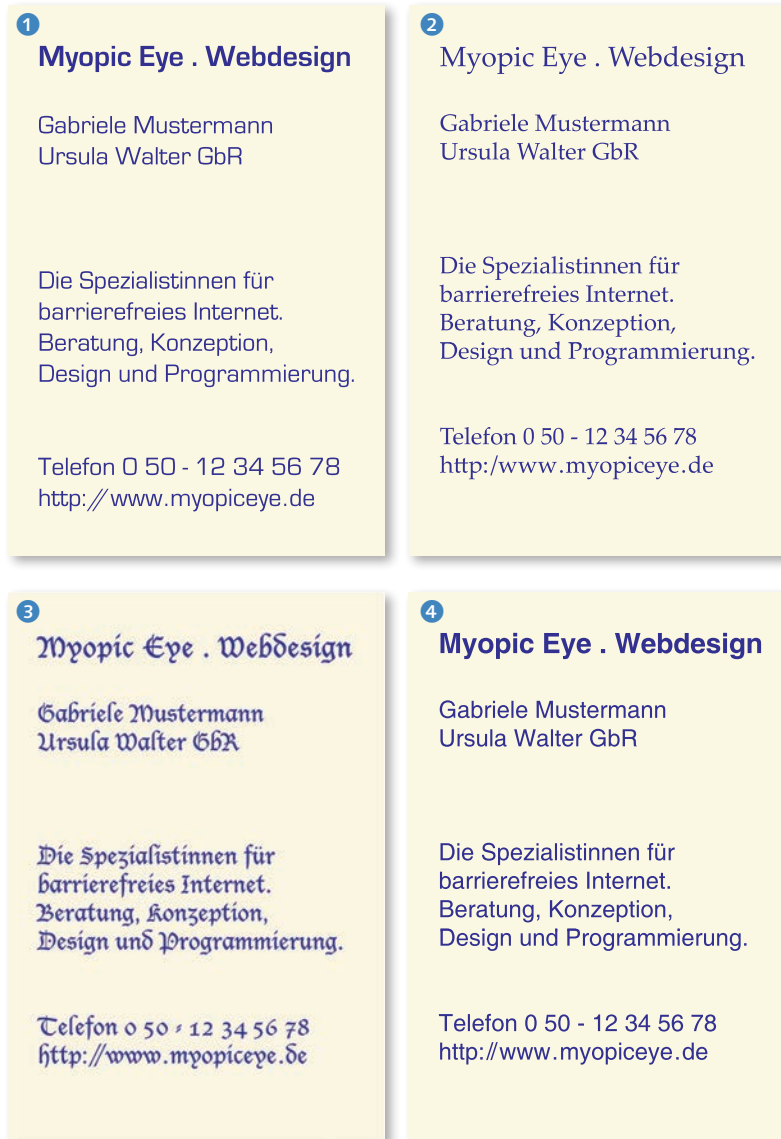 1
Myopic Eye . Webdesign
Gabriele Mustermann
Ursula Walter GbR
Die Spezialistinnen für
barrierefreies Internet.
Beratung, Konzeption,
Design und Programmierung.
Telefon 0 50 - 12 34 56 78
http://www.myopiceye.de
2
Myopic Eye . Webdesign
Gabriele Mustermann
Ursula Walter GbR
Die Spezialistinnen für
barrierefreies Internet.
Beratung, Konzeption,
Design und Programmierung.
Telefon 0 50 - 12 34 56 78
http:/www.myopiceye.de
3
Myopic Eye . Webdesign
Gabriele Mustermann
Ursula Walter GbR
Die Spezialistinnen für
barrierefreies Internet.
Beratung, Konzeption,
Design und Programmierung.
Telefon 0 50 - 12 34 56 78
http://www.myopiceye.de
4
Myopic Eye . Webdesign
Gabriele Mustermann
Ursula Walter GbR
Die Spezialistinnen für
barrierefreies Internet.
Beratung, Konzeption,
Design und Programmierung.
Telefon 0 50 - 12 34 56 78
http://www.myopiceye.de